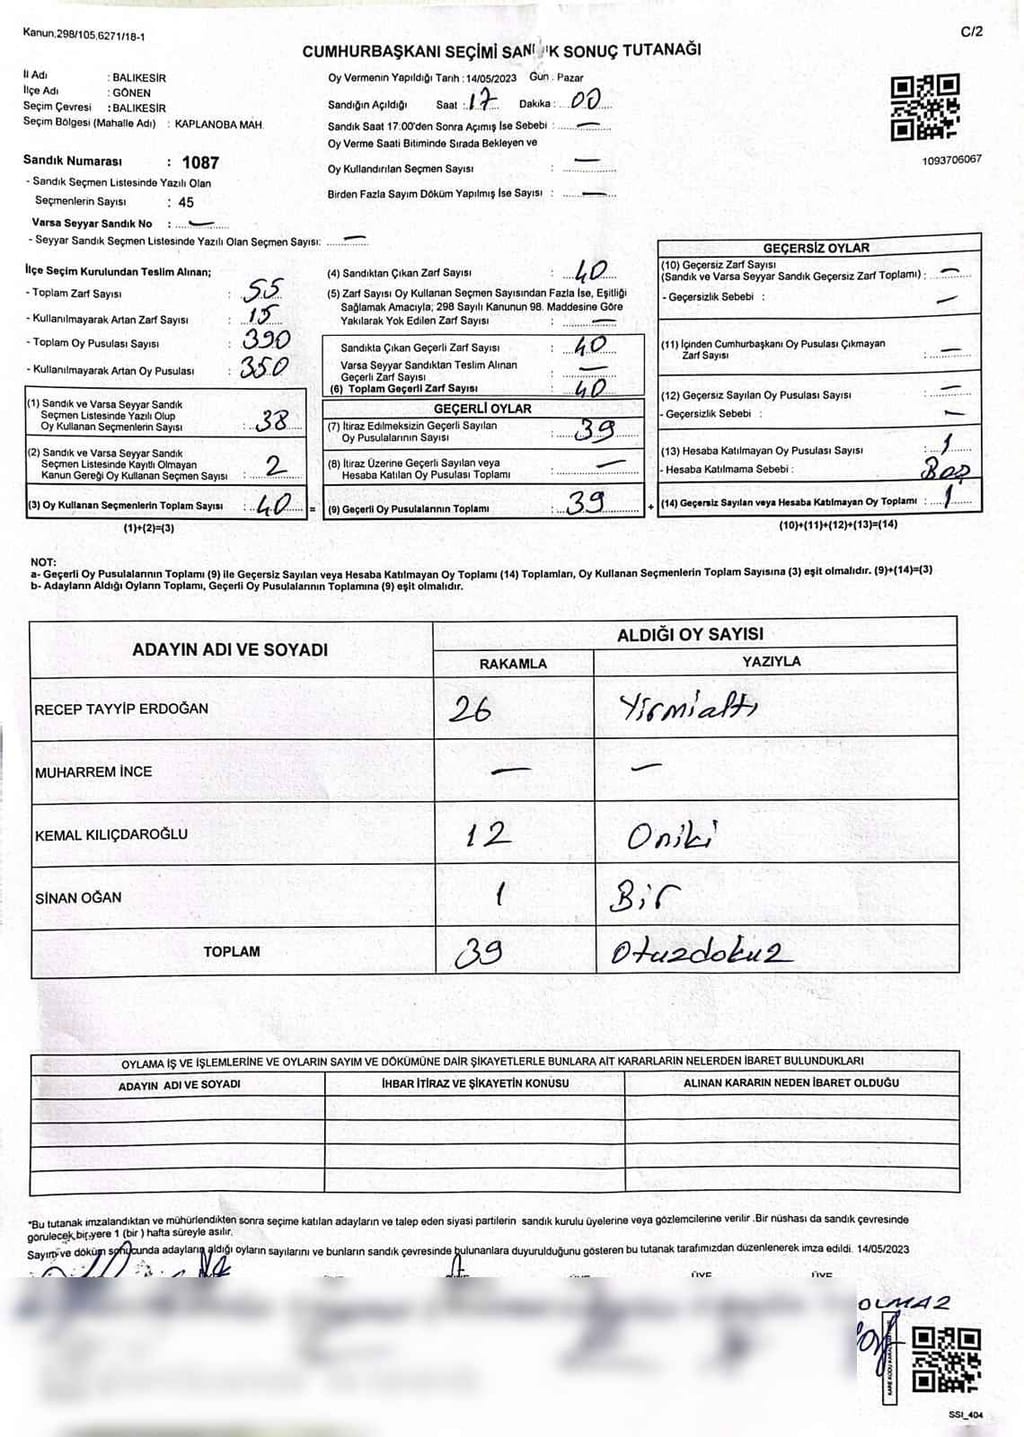 Kanun.298/105,6271/18-1
C/2
CUMHURBAŞKANI SEÇİMİ SONUÇ TUTANAĞI
İl Adı : BALIKESİR
İlçe Adı : GÖNEN
Seçim Çevresi : BALIKESİR
Seçim Bölgesi (Mahalle Adı) : KAPLANOBA MAH.
Oy Vermenin Yapıldığı Tarih :14/05/2023 Gün . Pazar
Sandığın Açıldığı Saat : 17 Dakika : 00
Sandık Saat 17:00'den Sonra Açımış İse Sebebi : —
Oy Verme Saati Bitiminde Sırada Bekleyen ve
Oy Kullandırılan Seçmen Sayısı : —
Birden Fazla Sayım Döküm Yapılmış İse Sayısı : —
1093706067
Sandık Numarası : 1087
- Sandık Seçmen Listesinde Yazılı Olan
Seçmenlerin Sayısı : 45
Varsa Seyyar Sandık No : —
- Seyyar Sandık Seçmen Listesinde Yazılı Olan Seçmen Sayısı: —
İlçe Seçim Kurulundan Teslim Alınan;
- Toplam Zarf Sayısı : 55
- Kullanılmayarak Artan Zarf Sayısı : 15
- Toplam Oy Pusulası Sayısı : 390
- Kullanılmayarak Artan Oy Pusulası : 350
(1) Sandık ve Varsa Seyyar Sandık
Seçmen Listesinde Yazılı Olup
Oy Kullanan Seçmenlerin Sayısı : 38
(2) Sandık ve Varsa Seyyar Sandık
Seçmen Listesinde Kayıtlı Olmayan
Kanun Gereği Oy Kullanan Seçmen Sayısı : 2
(3) Oy Kullanan Seçmenlerin Toplam Sayısı : 40 =
(1)+(2)=(3)
(4) Sandıktan Çıkan Zarf Sayısı : 40
(5) Zarf Sayısı Oy Kullanan Seçmen Sayısından Fazla İse, Eşitliği
Sağlamak Amacıyla; 298 Sayılı Kanunun 98. Maddesine Göre
Yakılarak Yok Edilen Zarf Sayısı : —
Sandıkta Çıkan Geçerli Zarf Sayısı : 40
Varsa Seyyar Sandıktan Teslim Alınan
Geçerli Zarf Sayısı : —
(6) Toplam Geçerli Zarf Sayısı : 40
GEÇERLİ OYLAR
(7) İtiraz Edilmeksizin Geçerli Sayılan
Oy Pusulalarının Sayısı : 39
(8) İtiraz Üzerine Geçerli Sayılan veya
Hesaba Katılan Oy Pusulası Toplamı : —
(9) Geçerli Oy Pusulalarının Toplamı : 39 +
GEÇERSİZ OYLAR
(10) Geçersiz Zarf Sayısı
(Sandık ve Varsa Seyyar Sandık Geçersiz Zarf Toplamı) : —
- Geçersizlik Sebebi : —
(11) İçinden Cumhurbaşkanı Oy Pusulası Çıkmayan
Zarf Sayısı : —
(12) Geçersiz Sayılan Oy Pusulası Sayısı : —
- Geçersizlik Sebebi : —
(13) Hesaba Katılmayan Oy Pusulası Sayısı : 1
- Hesaba Katılmama Sebebi : Boş
(14) Geçersiz Sayılan veya Hesaba Katılmayan Oy Toplamı : 1
(10)+(11)+(12)+(13)=(14)
NOT:
a- Geçerli Oy Pusulalarının Toplamı (9) ile Geçersiz Sayılan veya Hesaba Katılmayan Oy Toplamı (14) Toplamları, Oy Kullanan Seçmenlerin Toplam Sayısına (3) eşit olmalıdır. (9)+(14)=(3)
b- Adayların Aldığı Oyların Toplamı, Geçerli Oy Pusulalarının Toplamına (9) eşit olmalıdır.
ADAYIN ADI VE SOYADI
ALDIĞI OY SAYISI
RAKAMLA YAZIYLA
RECEP TAYYİP ERDOĞAN 26 Yirmialtı
MUHARREM İNCE — —
KEMAL KILIÇDAROĞLU 12 Oniki
SİNAN OĞAN 1 Bir
TOPLAM 39 Otuzdokuz
OYLAMA İŞ VE İŞLEMLERİNE VE OYLARIN SAYIM VE DÖKÜMÜNE DAİR ŞİKAYETLERLE BUNLARA AİT KARARLARIN NELERDEN İBARET BULUNDUKLARI
ADAYIN ADI VE SOYADI İHBAR İTİRAZ VE ŞİKAYETİN KONUSU ALINAN KARARIN NEDEN İBARET OLDUĞU
*Bu tutanak imzalandıktan ve mühürlendikten sonra seçime katılan adayların ve talep eden siyasi partilerin sandık kurulu üyelerine veya gözlemcilerine verilir .Bir nüshası da sandık çevresinde
görülecek bir yere 1 (bir ) hafta süreyle asılır.
Sayım ve döküm sonucunda adayların aldığı oyların sayılarını ve bunların sandık çevresinde bulunanlara duyurulduğunu gösteren bu tutanak tarafımızdan düzenlenerek imza edildi. 14/05/2023
ÜYE ÜYE
OLMAZ
SSI_404